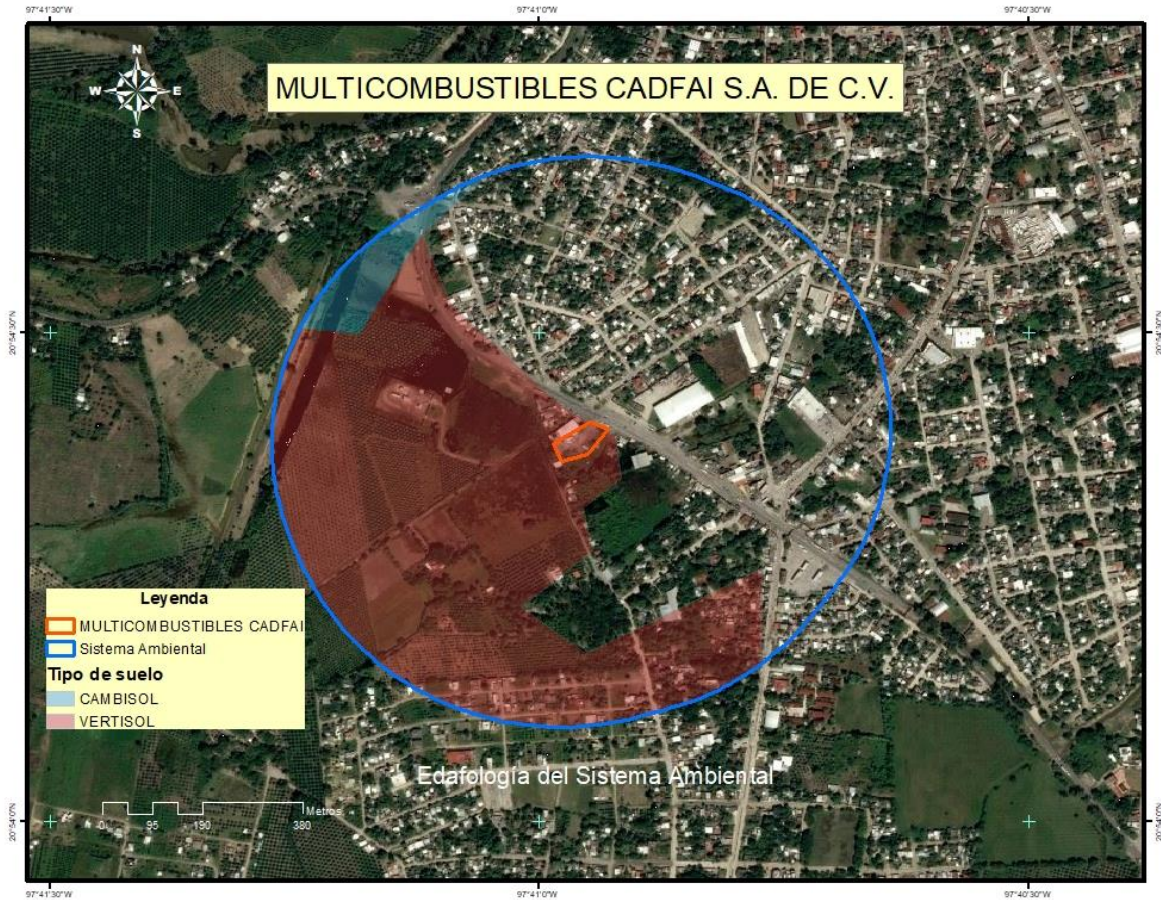 97°41'30"W 97°41'0"W 97°40'30"W
N
W E
S
MULTICOMBUSTIBLES CADFAI S.A. DE C.V.
20°54'30"N 20°54'30"N
Leyenda
MULTICOMBUSTIBLES CADFAI
Sistema Ambiental
Tipo de suelo
CAMBISOL
VERTISOL
Edafología del Sistema Ambiental
Metros
0 95 190 380
20°54'0"N 20°54'0"N
97°41'30"W 97°41'0"W 97°40'30"W